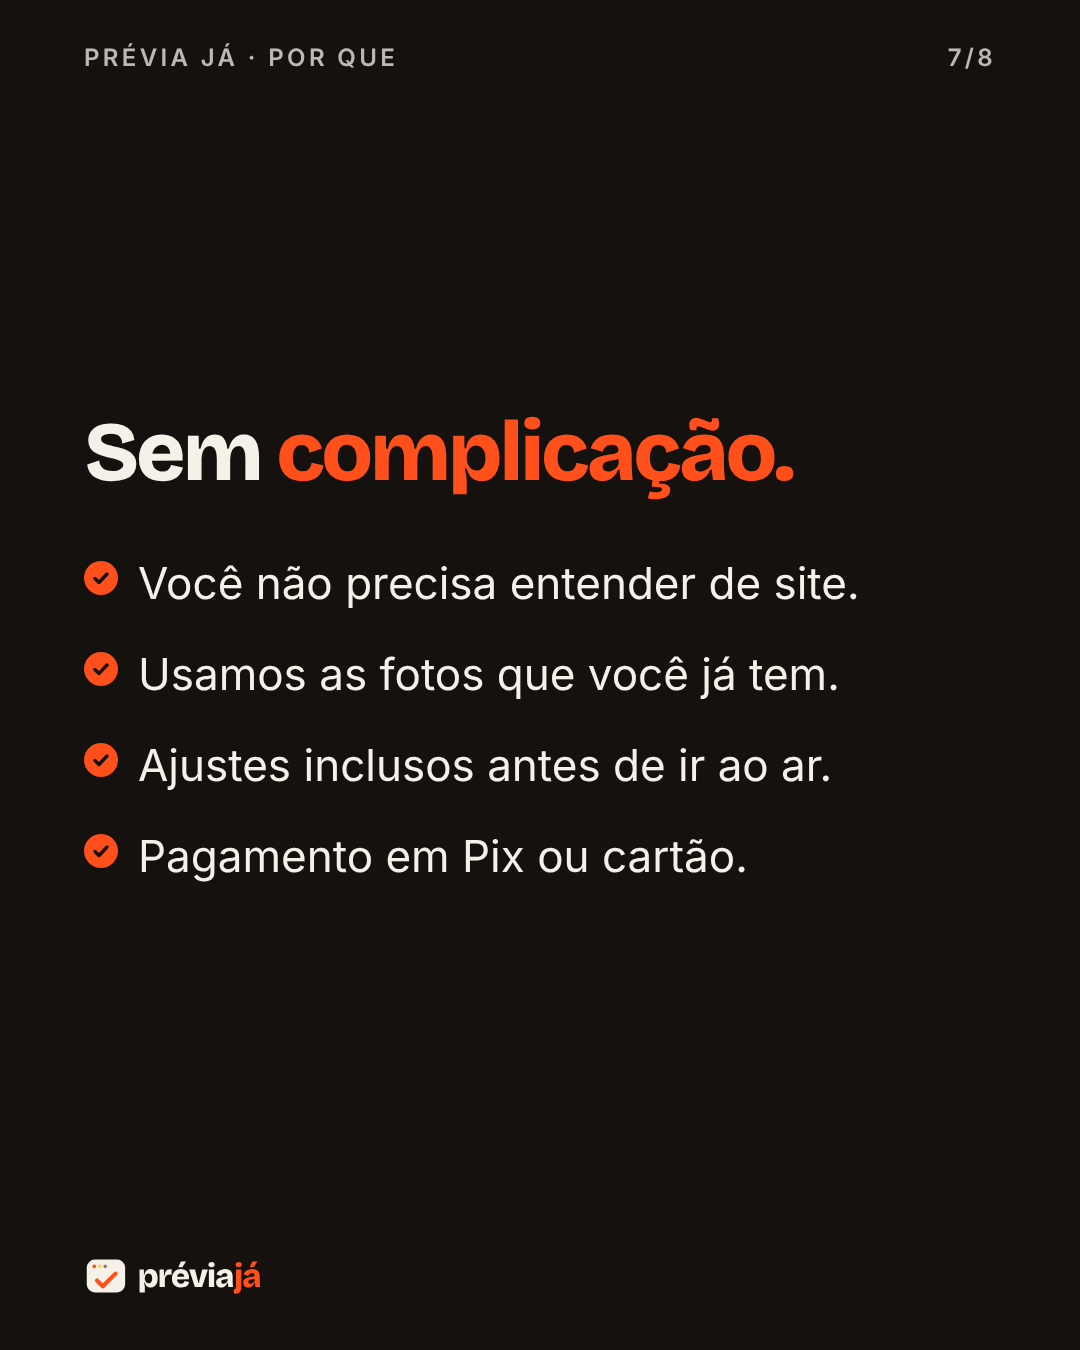 PRÉVIA JÁ · POR QUE
7/8
Sem complicação.
Você não precisa entender de site.
Usamos as fotos que você já tem.
Ajustes inclusos antes de ir ao ar.
Pagamento em Pix ou cartão.
préviajá